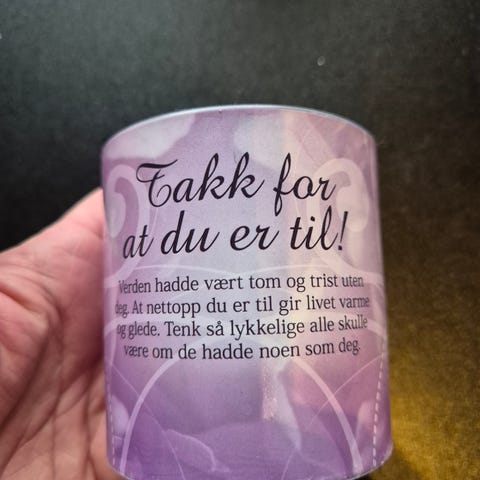 Takk for
at du er til!
Verden hadde vært tom og trist uten
deg. At nettopp du er til gir livet varme
og glede. Tenk så lykkelige alle skulle
være om de hadde noen som deg.